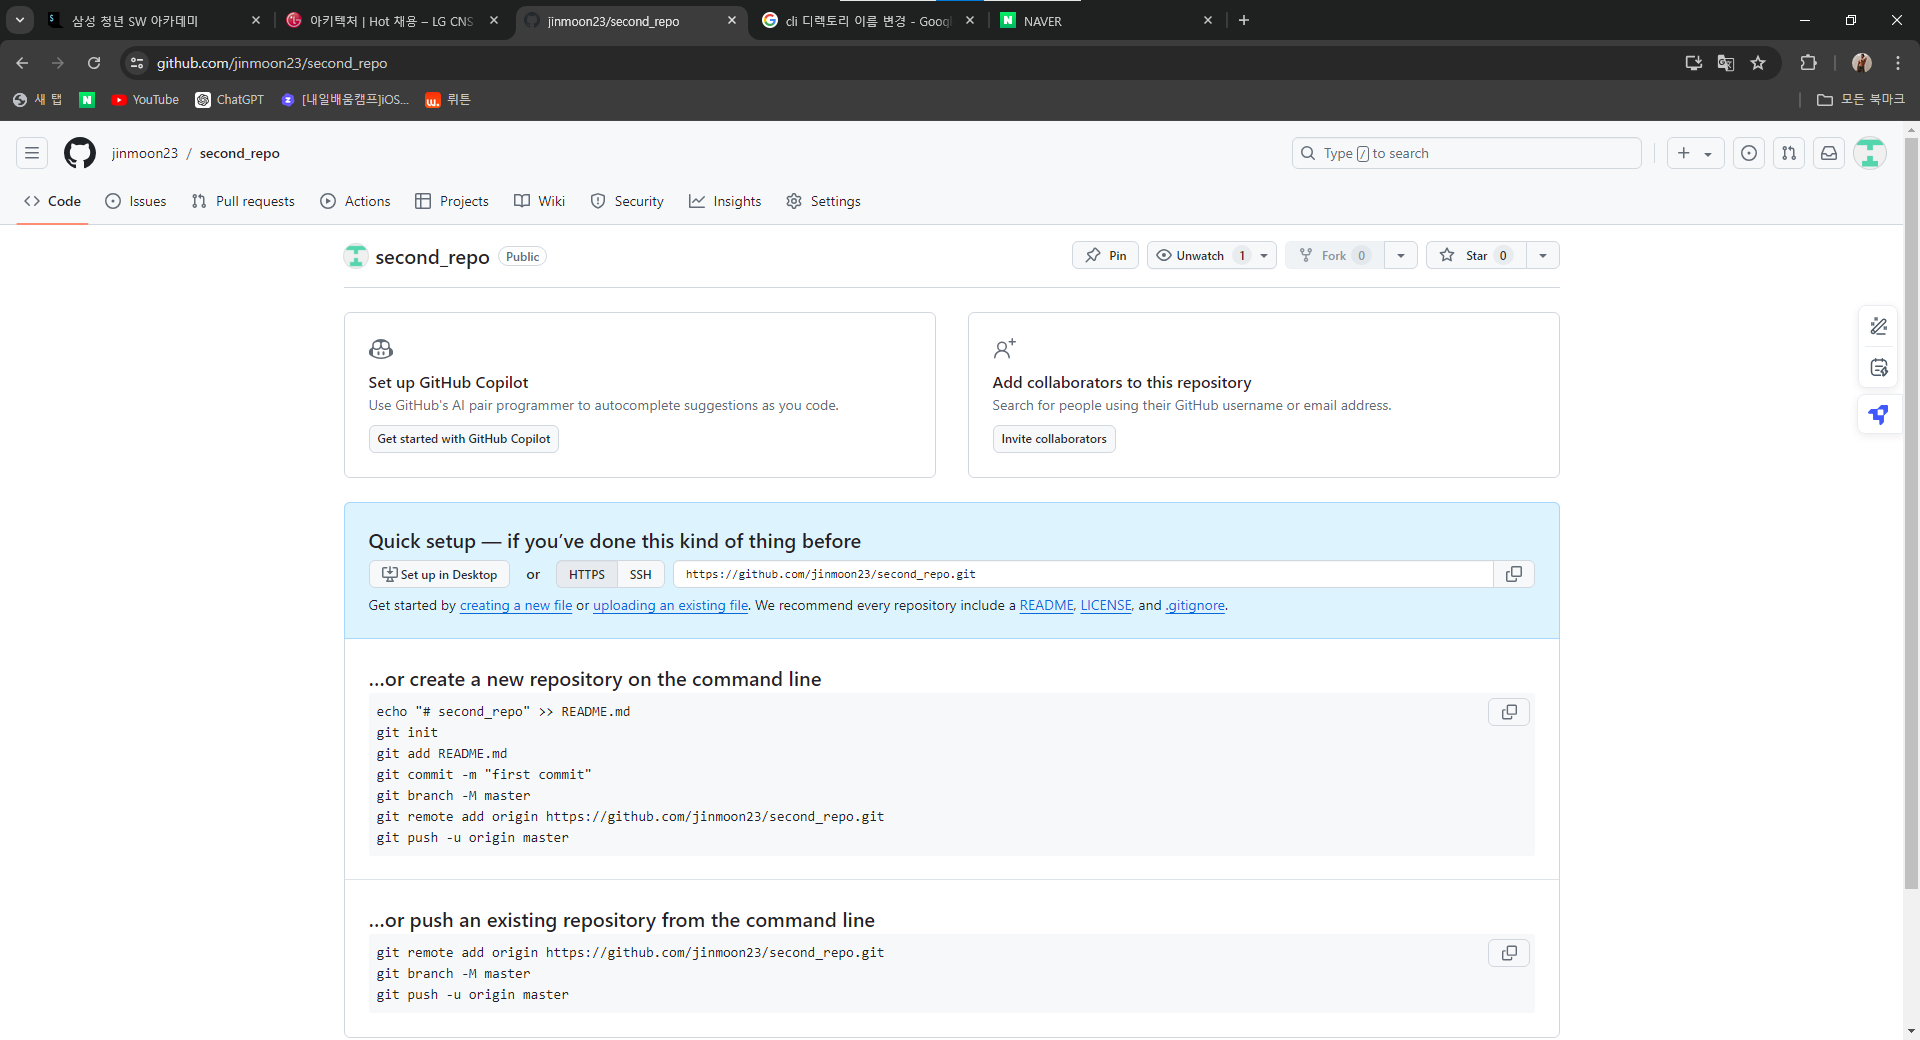 삼성 청년 SW 아카데미
아키텍처 | Hot 채용 – LG CNS
jinmoon23/second_repo
cli 디렉토리 이름 변경 - Goog
NAVER
github.com/jinmoon23/second_repo
새 탭
YouTube
ChatGPT
[내일배움캠프]iOS...
뤼튼
모든 북마크
jinmoon23 / second_repo
Type / to search
Code
Issues
Pull requests
Actions
Projects
Wiki
Security
Insights
Settings
second_repo Public
Pin
Unwatch 1
Fork 0
Star 0
Set up GitHub Copilot
Use GitHub's AI pair programmer to autocomplete suggestions as you code.
Get started with GitHub Copilot
Add collaborators to this repository
Search for people using their GitHub username or email address.
Invite collaborators
Quick setup — if you’ve done this kind of thing before
Set up in Desktop or HTTPS SSH https://github.com/jinmoon23/second_repo.git
Get started by creating a new file or uploading an existing file. We recommend every repository include a README, LICENSE, and .gitignore.
…or create a new repository on the command line
echo "# second_repo" >> README.md
git init
git add README.md
git commit -m "first commit"
git branch -M master
git remote add origin https://github.com/jinmoon23/second_repo.git
git push -u origin master
…or push an existing repository from the command line
git remote add origin https://github.com/jinmoon23/second_repo.git
git branch -M master
git push -u origin master